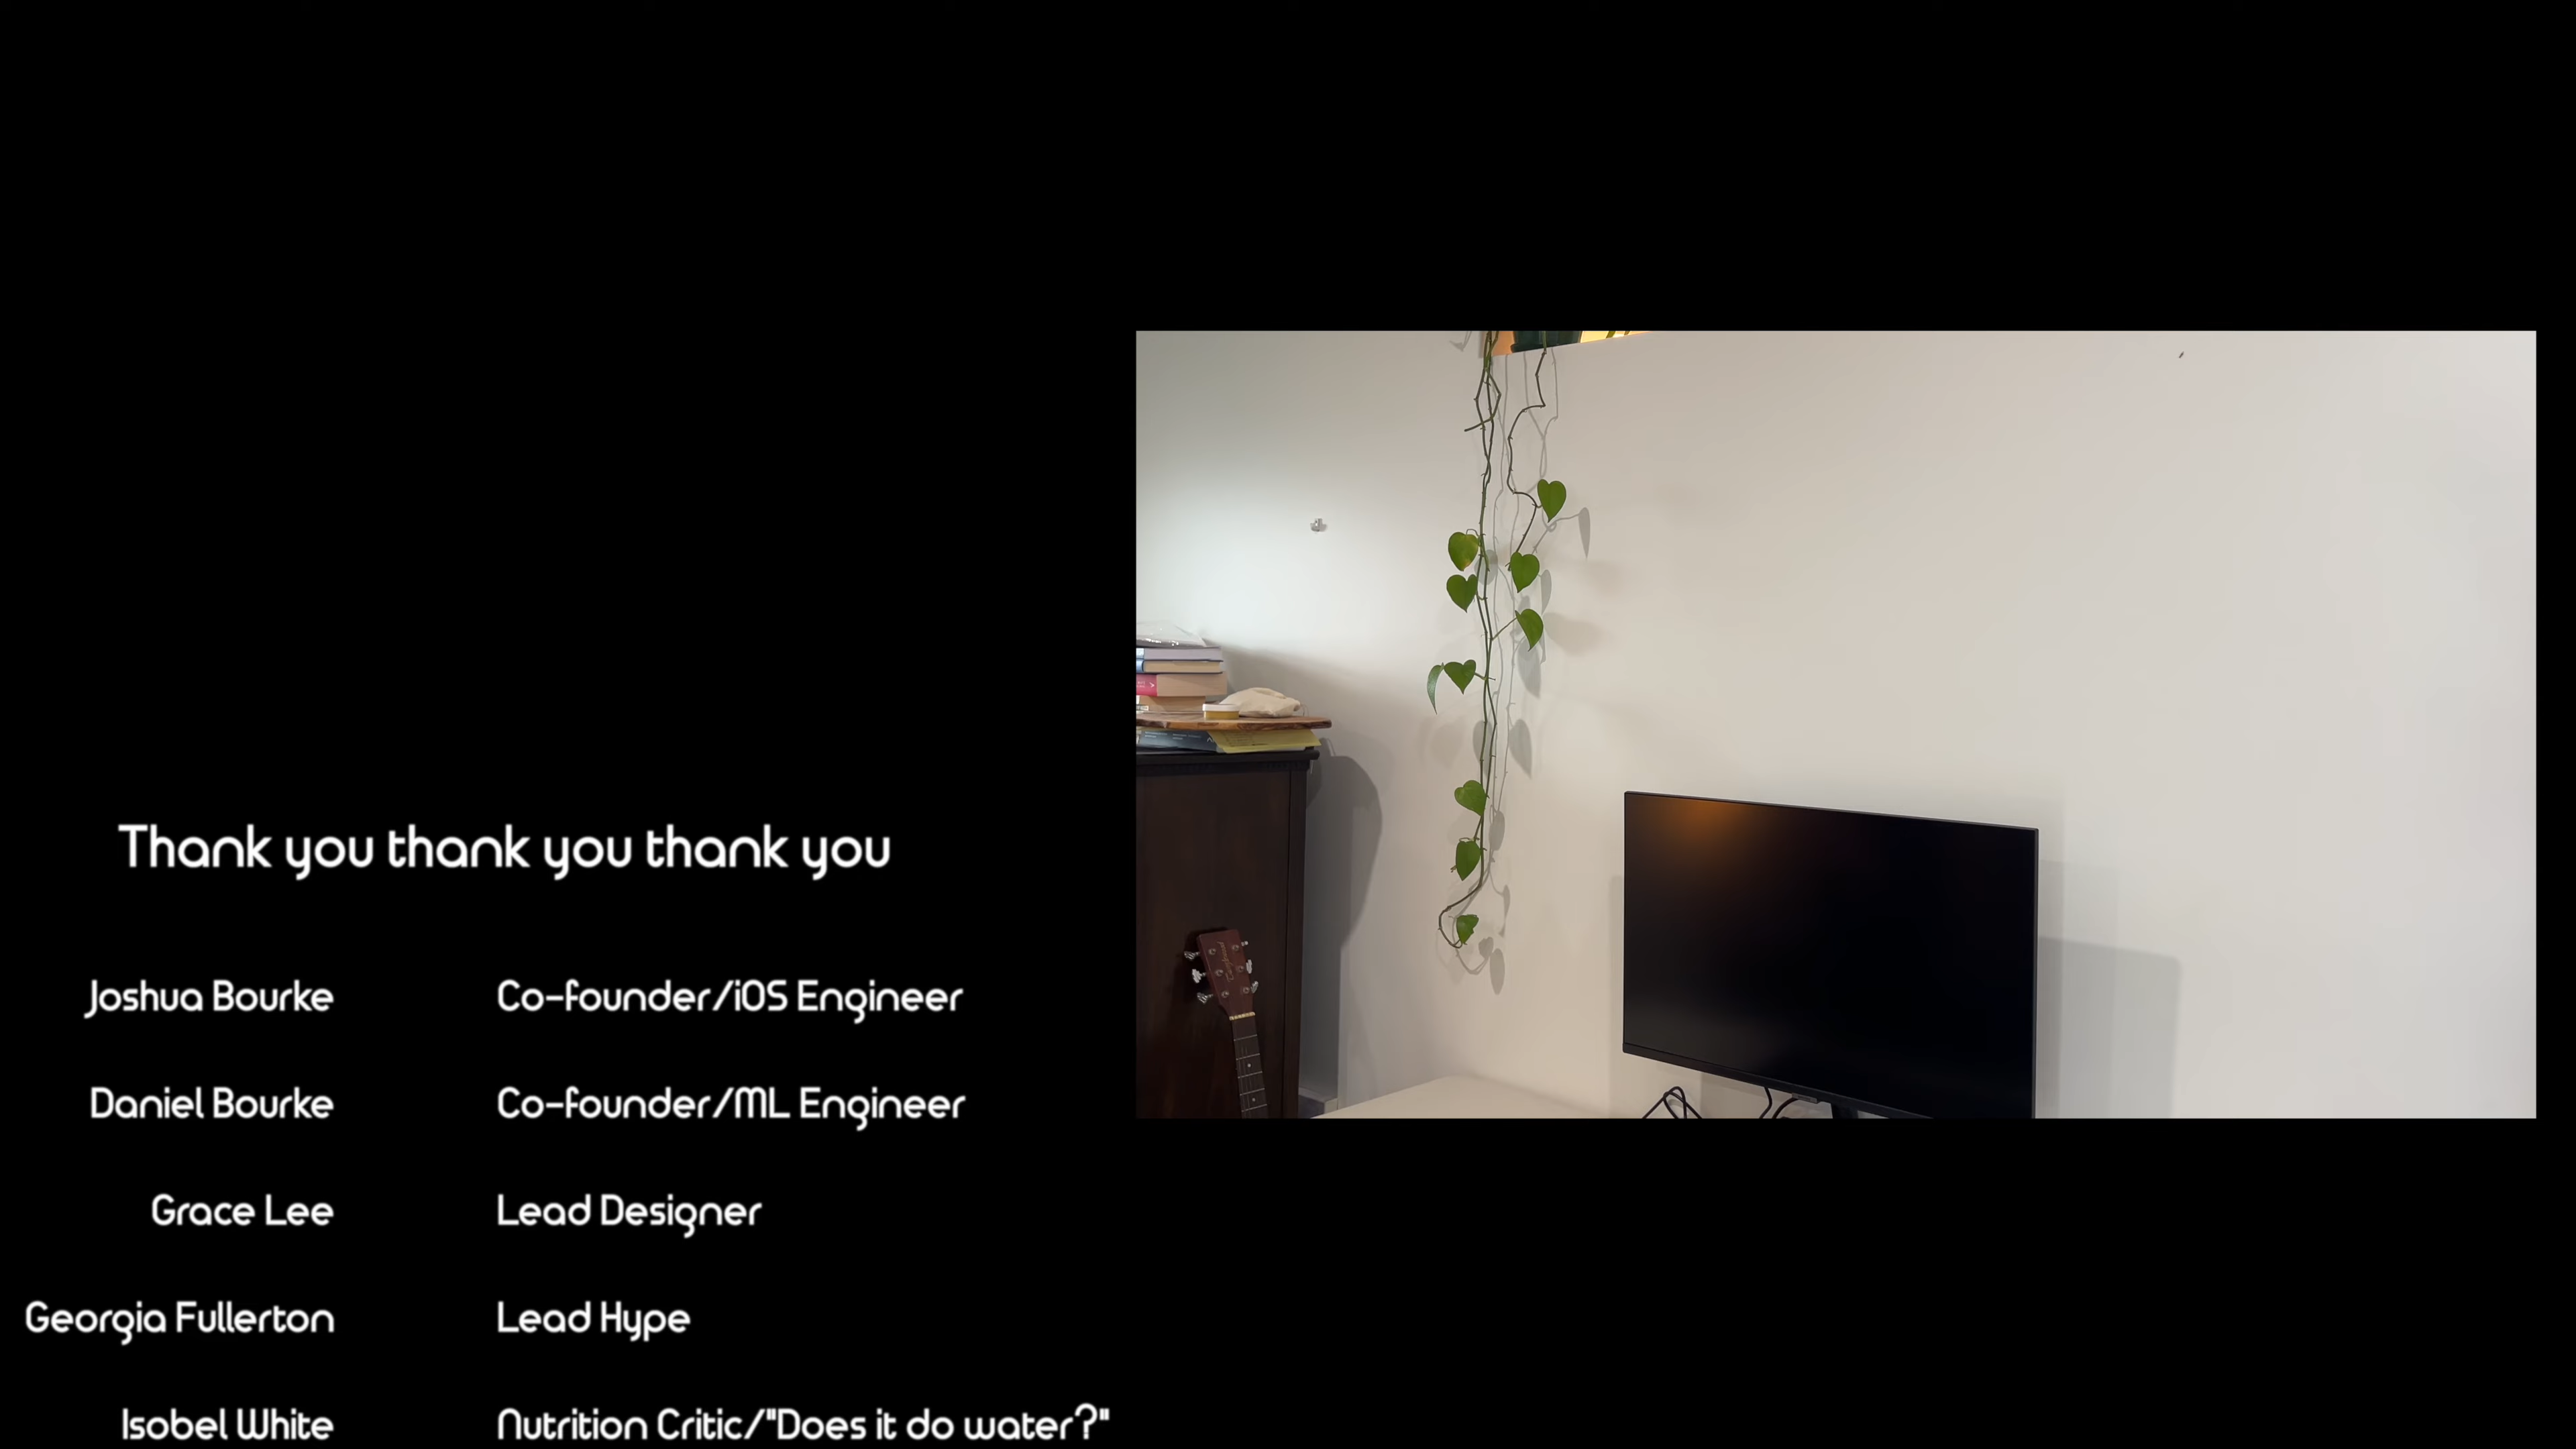 Thank you thank you thank you
Joshua Bourke Co-founder/iOS Engineer
Daniel Bourke Co-founder/ML Engineer
Grace Lee Lead Designer
Georgia Fullerton Lead Hype
Isobel White Nutrition Critic/"Does it do water?"